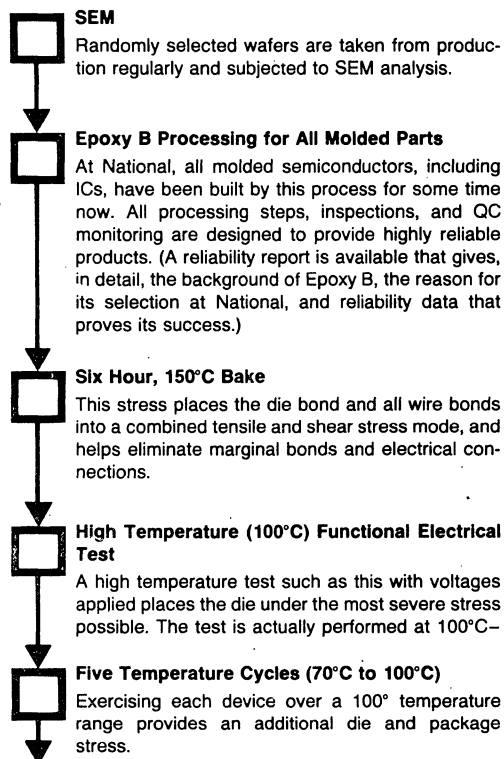 SEM
Randomly selected wafers are taken from produc-
tion regularly and subjected to SEM analysis.
Epoxy B Processing for All Molded Parts
At National, all molded semiconductors, including
ICs, have been built by this process for some time
now. All processing steps, inspections, and QC
monitoring are designed to provide highly reliable
products. (A reliability report is available that gives,
in detail, the background of Epoxy B, the reason for
its selection at National, and reliability data that
proves its success.)
Six Hour, 150°C Bake
This stress places the die bond and all wire bonds
into a combined tensile and shear stress mode, and
helps eliminate marginal bonds and electrical con-
nections.
High Temperature (100°C) Functional Electrical
Test
A high temperature test such as this with voltages
applied places the die under the most severe stress
possible. The test is actually performed at 100°C–
Five Temperature Cycles (70°C to 100°C)
Exercising each device over a 100° temperature
range provides an additional die and package
stress.